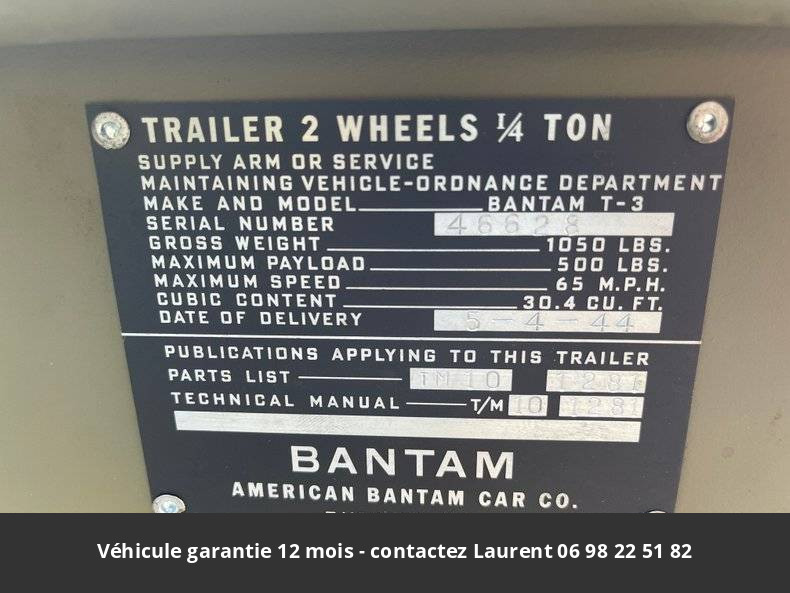 TRAILER 2 WHEELS 1/4 TON
SUPPLY ARM OR SERVICE
MAINTAINING VEHICLE-ORDNANCE DEPARTMENT
MAKE AND MODEL BANTAM T-3
SERIAL NUMBER 46628
GROSS WEIGHT 1050 LBS.
MAXIMUM PAYLOAD 500 LBS.
MAXIMUM SPEED 65 M.P.H.
CUBIC CONTENT 30.4 CU. FT.
DATE OF DELIVERY 5-4-44
PUBLICATIONS APPLYING TO THIS TRAILER
PARTS LIST TM 10 1281
TECHNICAL MANUAL T/M 10 1281
BANTAM
AMERICAN BANTAM CAR CO.
Véhicule garantie 12 mois - contactez Laurent 06 98 22 51 82